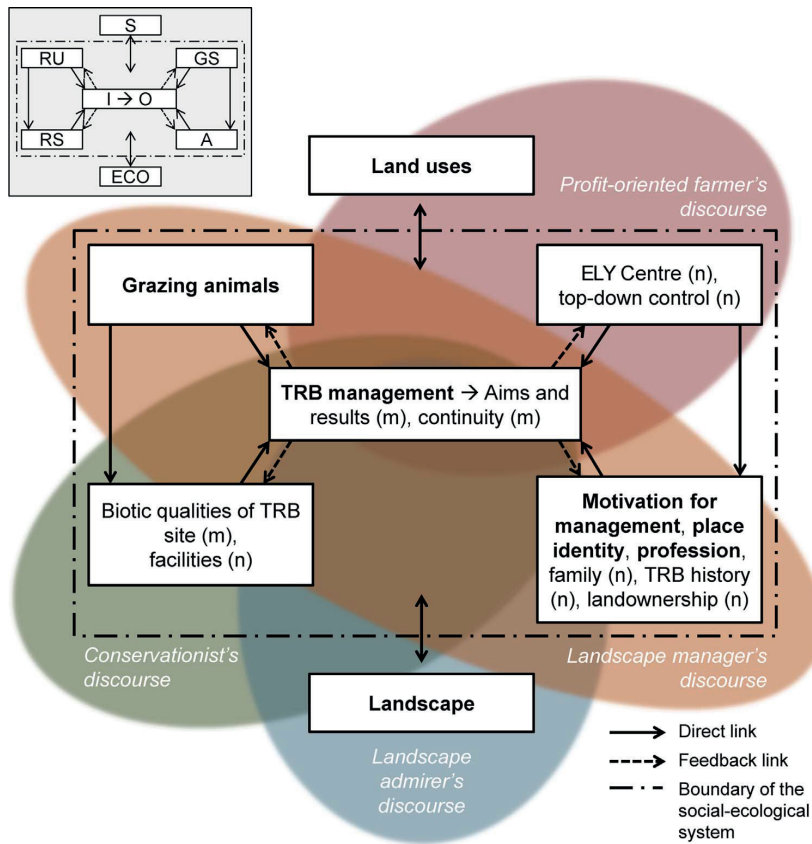 S
RU
GS
I → O
RS
A
ECO
Land uses
Profit-oriented farmer's
discourse
Grazing animals
ELY Centre (n),
top-down control (n)
TRB management → Aims and
results (m), continuity (m)
Biotic qualities of TRB
site (m),
facilities (n)
Motivation for
management, place
identity, profession,
family (n), TRB history
(n), landownership (n)
Conservationist's
discourse
Landscape manager's
discourse
Landscape
Landscape
admirer's
discourse
Direct link
Feedback link
Boundary of the
social-ecological
system